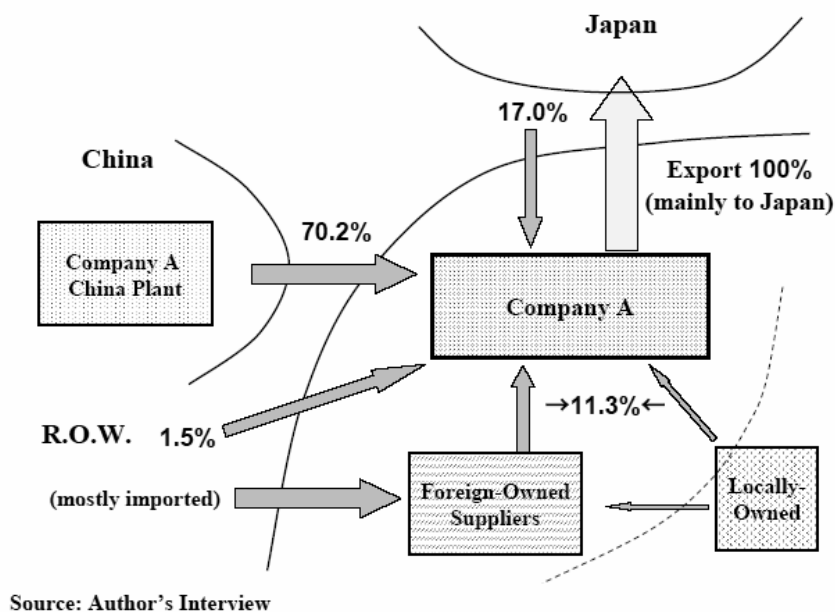 Japan
17.0%
China
Export 100%
(mainly to Japan)
70.2%
Company A
China Plant
Company A
→11.3%←
R.O.W.
1.5%
(mostly imported)
Foreign-Owned
Suppliers
Locally-
Owned
Source: Author's Interview